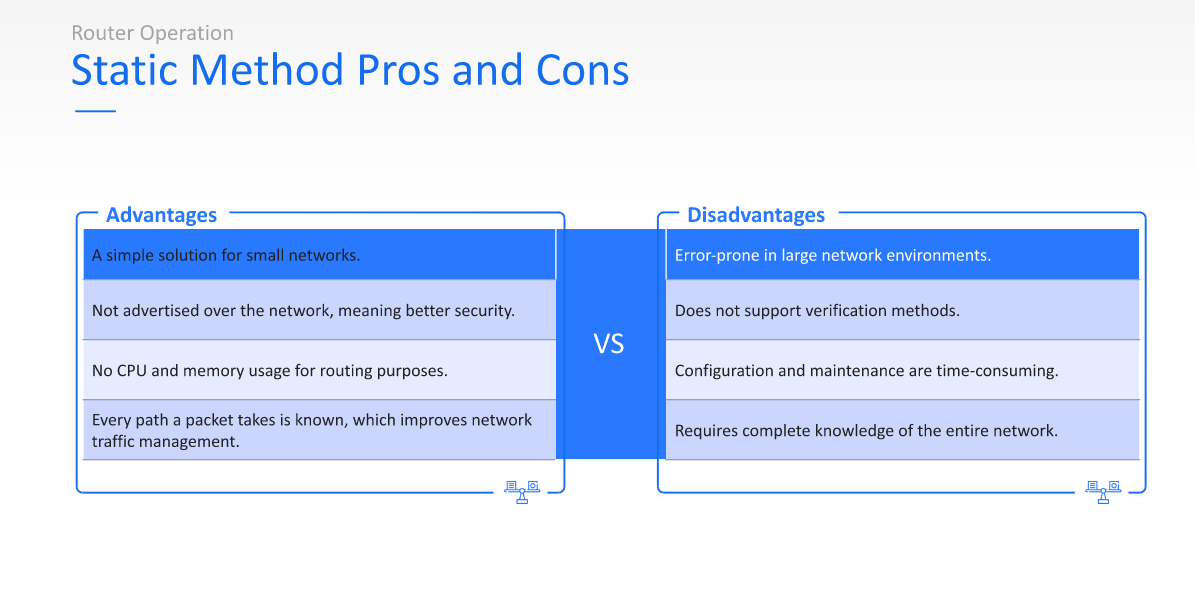 Router Operation
Static Method Pros and Cons
Advantages
A simple solution for small networks.
Not advertised over the network, meaning better security.
No CPU and memory usage for routing purposes.
Every path a packet takes is known, which improves network
traffic management.
VS
Disadvantages
Error-prone in large network environments.
Does not support verification methods.
Configuration and maintenance are time-consuming.
Requires complete knowledge of the entire network.